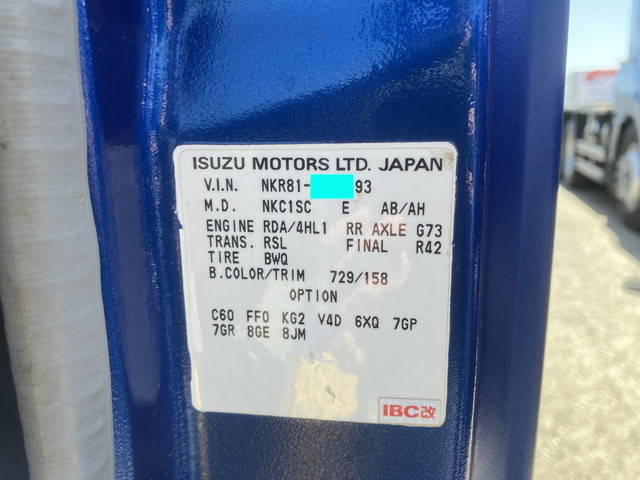 ISUZU MOTORS LTD. JAPAN
V.I.N. NKR81- 93
M.D. NKC1SC E AB/AH
ENGINE RDA/4HL1 RR AXLE G73
TRANS. RSL FINAL R42
TIRE BWQ
B.COLOR/TRIM 729/158
OPTION
C60 FF0 KG2 V4D 6XQ 7GP
7GR 8GE 8JM
IBC改